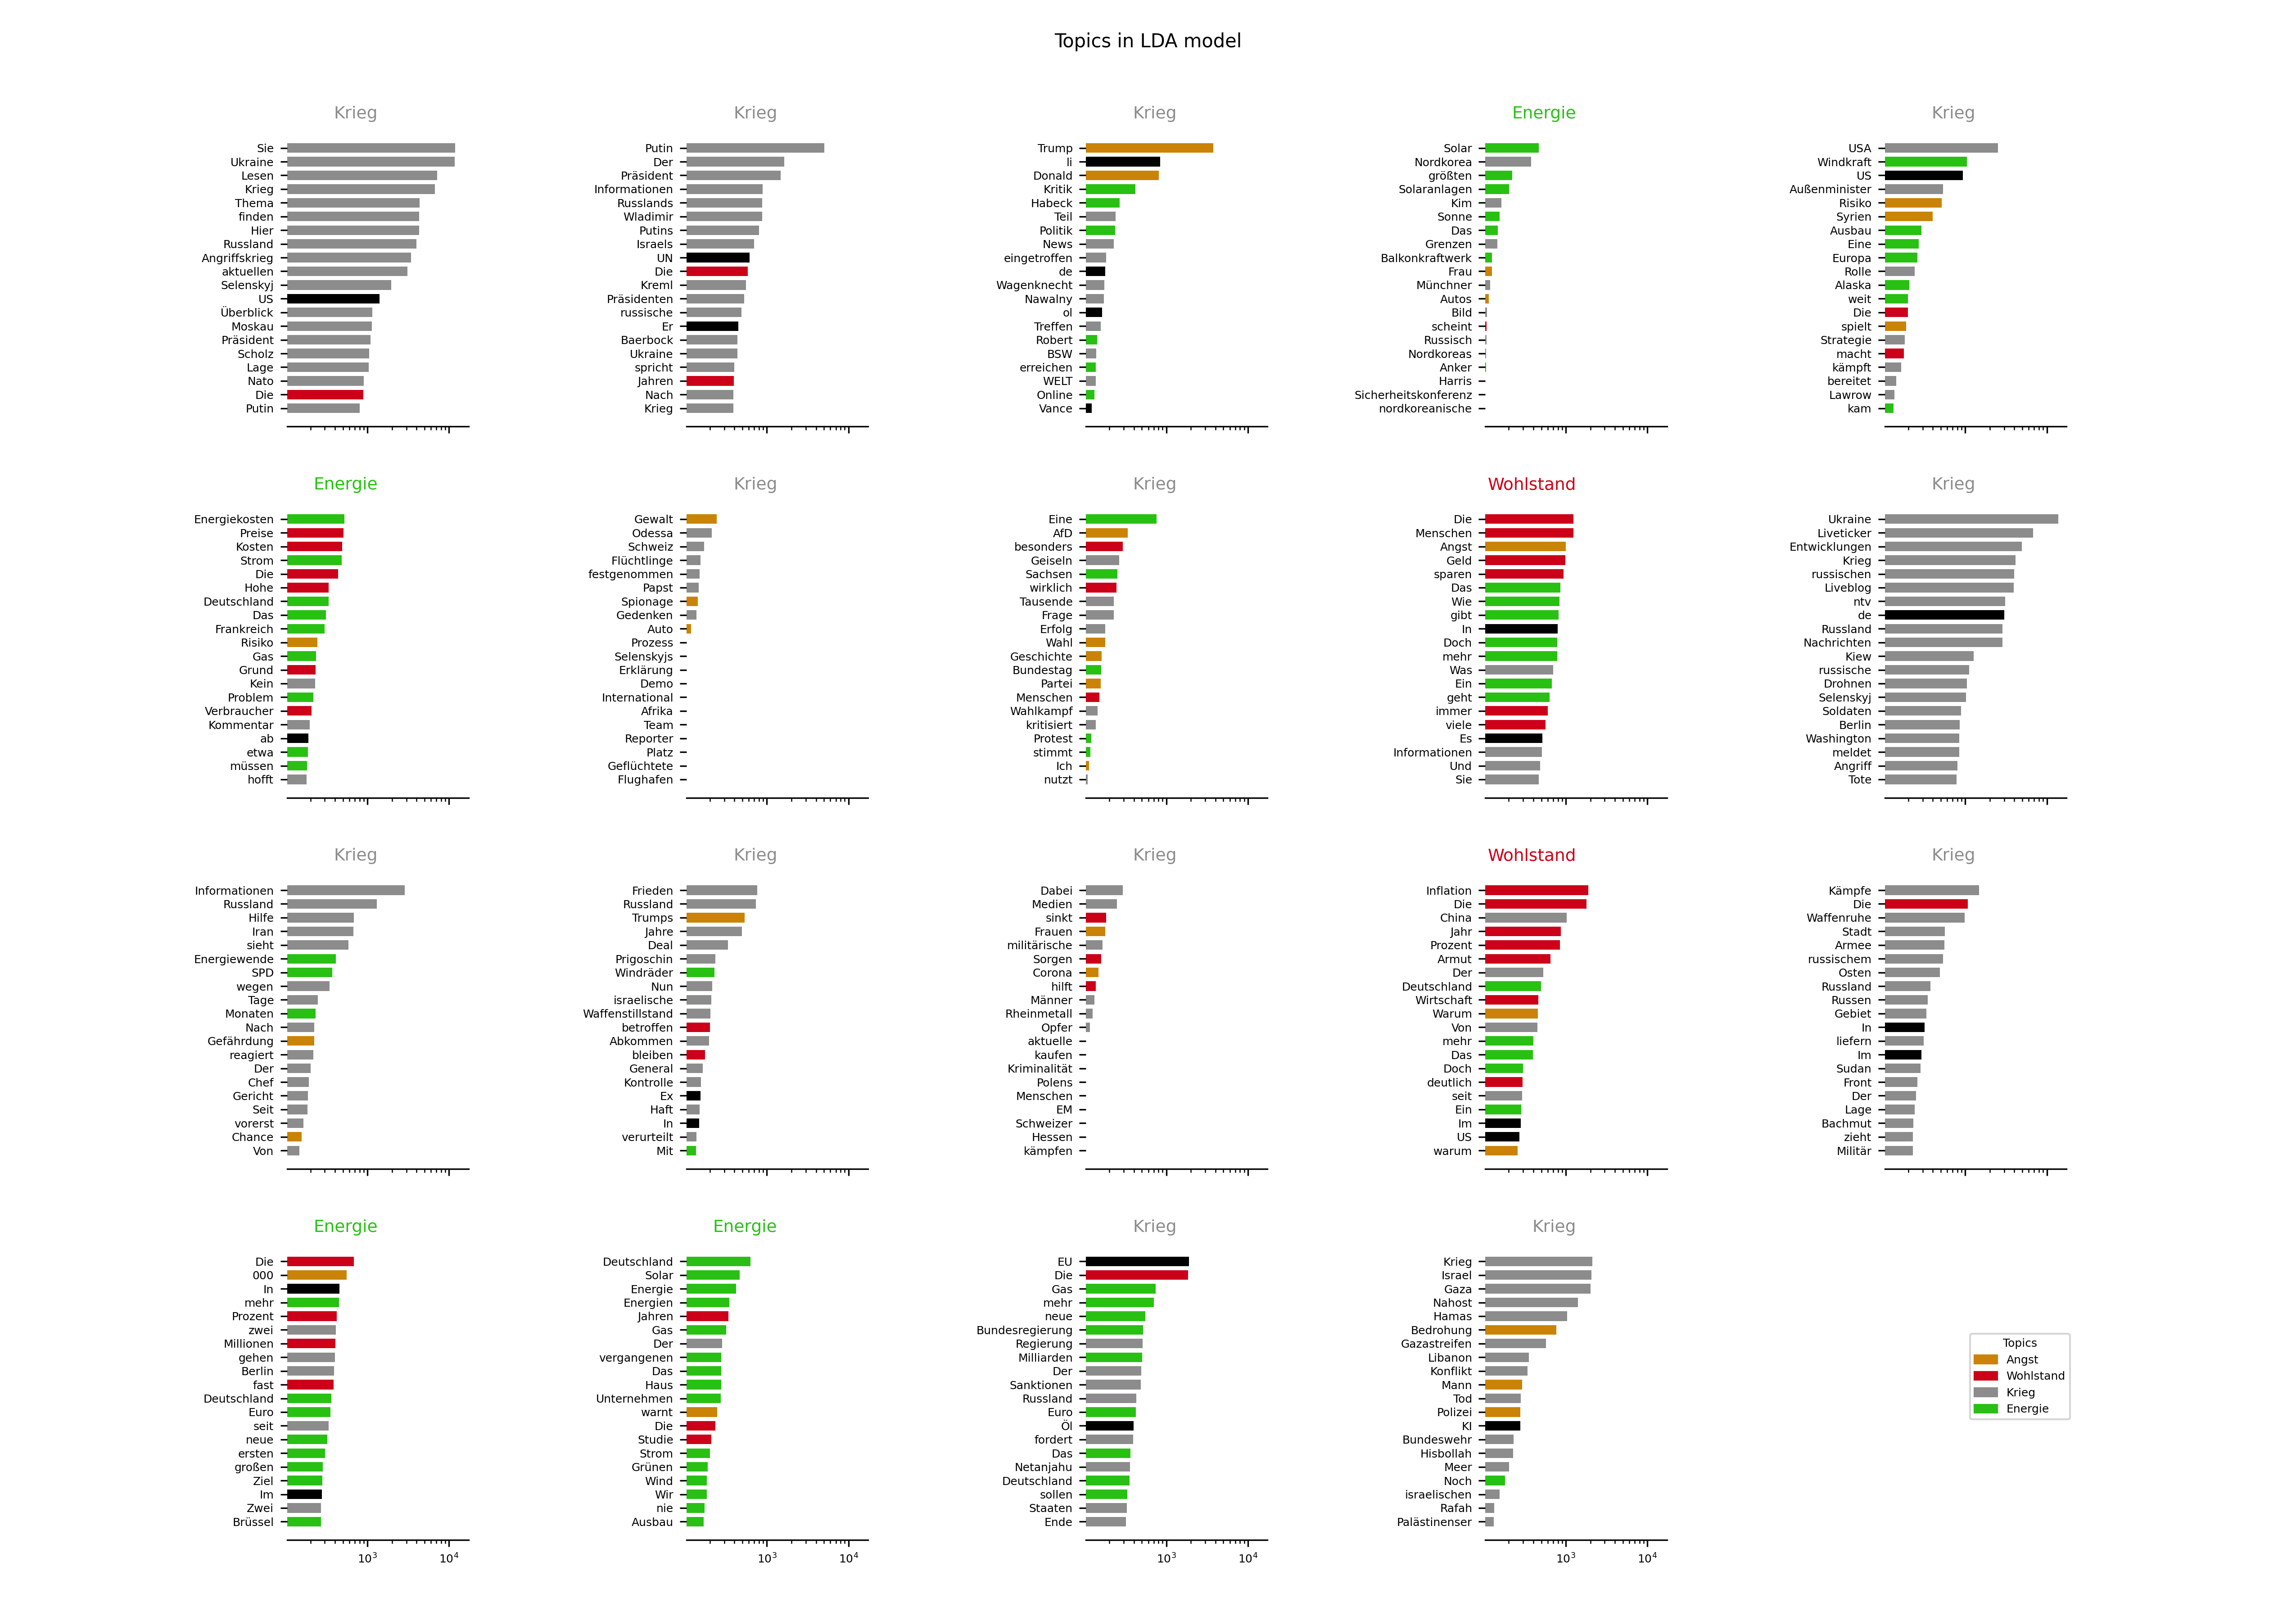 Topics in LDA model
Krieg
Sie
Ukraine
Lesen
Krieg
Thema
finden
Hier
Russland
Angriffskrieg
aktuellen
Selenskyj
US
Überblick
Moskau
Präsident
Scholz
Lage
Nato
Die
Putin
Krieg
Putin
Der
Präsident
Informationen
Russlands
Wladimir
Putins
Israels
UN
Die
Kreml
Präsidenten
russische
Er
Baerbock
Ukraine
spricht
Jahren
Nach
Krieg
Krieg
Trump
li
Donald
Kritik
Habeck
Teil
Politik
News
eingetroffen
de
Wagenknecht
Nawalny
ol
Treffen
Robert
BSW
erreichen
WELT
Online
Vance
Energie
Solar
Nordkorea
größten
Solaranlagen
Kim
Sonne
Das
Grenzen
Balkonkraftwerk
Frau
Münchner
Autos
Bild
scheint
Russisch
Nordkoreas
Anker
Harris
Sicherheitskonferenz
nordkoreanische
Krieg
USA
Windkraft
US
Außenminister
Risiko
Syrien
Ausbau
Eine
Europa
Rolle
Alaska
weit
Die
spielt
Strategie
macht
kämpft
bereitet
Lawrow
kam
Energie
Energiekosten
Preise
Kosten
Strom
Die
Hohe
Deutschland
Das
Frankreich
Risiko
Gas
Grund
Kein
Problem
Verbraucher
Kommentar
ab
etwa
müssen
hofft
Krieg
Gewalt
Odessa
Schweiz
Flüchtlinge
festgenommen
Papst
Spionage
Gedenken
Auto
Prozess
Selenskyjs
Erklärung
Demo
International
Afrika
Team
Reporter
Platz
Geflüchtete
Flughafen
Krieg
Eine
AfD
besonders
Geiseln
Sachsen
wirklich
Tausende
Frage
Erfolg
Wahl
Geschichte
Bundestag
Partei
Menschen
Wahlkampf
kritisiert
Protest
stimmt
Ich
nutzt
Wohlstand
Die
Menschen
Angst
Geld
sparen
Das
Wie
gibt
In
Doch
mehr
Was
Ein
geht
immer
viele
Es
Informationen
Und
Sie
Krieg
Ukraine
Liveticker
Entwicklungen
Krieg
russischen
Liveblog
ntv
de
Russland
Nachrichten
Kiew
russische
Drohnen
Selenskyj
Soldaten
Berlin
Washington
meldet
Angriff
Tote
Krieg
Informationen
Russland
Hilfe
Iran
sieht
Energiewende
SPD
wegen
Tage
Monaten
Nach
Gefährdung
reagiert
Der
Chef
Gericht
Seit
vorerst
Chance
Von
Krieg
Frieden
Russland
Trumps
Jahre
Deal
Prigoschin
Windräder
Nun
israelische
Waffenstillstand
betroffen
Abkommen
bleiben
General
Kontrolle
Ex
Haft
In
verurteilt
Mit
Krieg
Dabei
Medien
sinkt
Frauen
militärische
Sorgen
Corona
hilft
Männer
Rheinmetall
Opfer
aktuelle
kaufen
Kriminalität
Polens
Menschen
EM
Schweizer
Hessen
kämpfen
Wohlstand
Inflation
Die
China
Jahr
Prozent
Armut
Der
Deutschland
Wirtschaft
Warum
Von
mehr
Das
Doch
deutlich
seit
Ein
Im
US
warum
Krieg
Kämpfe
Die
Waffenruhe
Stadt
Armee
russischem
Osten
Russland
Russen
Gebiet
In
liefern
Im
Sudan
Front
Der
Lage
Bachmut
zieht
Militär
Energie
Die
000
In
mehr
Prozent
zwei
Millionen
gehen
Berlin
fast
Deutschland
Euro
seit
neue
ersten
großen
Ziel
Im
Zwei
Brüssel
10³ 10⁴
Energie
Deutschland
Solar
Energie
Energien
Jahren
Gas
Der
vergangenen
Das
Haus
Unternehmen
warnt
Die
Studie
Strom
Grünen
Wind
Wir
nie
Ausbau
10³ 10⁴
Krieg
EU
Die
Gas
mehr
neue
Bundesregierung
Regierung
Milliarden
Der
Sanktionen
Russland
Euro
Öl
fordert
Das
Netanjahu
Deutschland
sollen
Staaten
Ende
10³ 10⁴
Krieg
Krieg
Israel
Gaza
Nahost
Hamas
Bedrohung
Gazastreifen
Libanon
Konflikt
Mann
Tod
Polizei
KI
Bundeswehr
Hisbollah
Meer
Noch
israelischen
Rafah
Palästinenser
10³ 10⁴
Topics
Angst
Wohlstand
Krieg
Energie